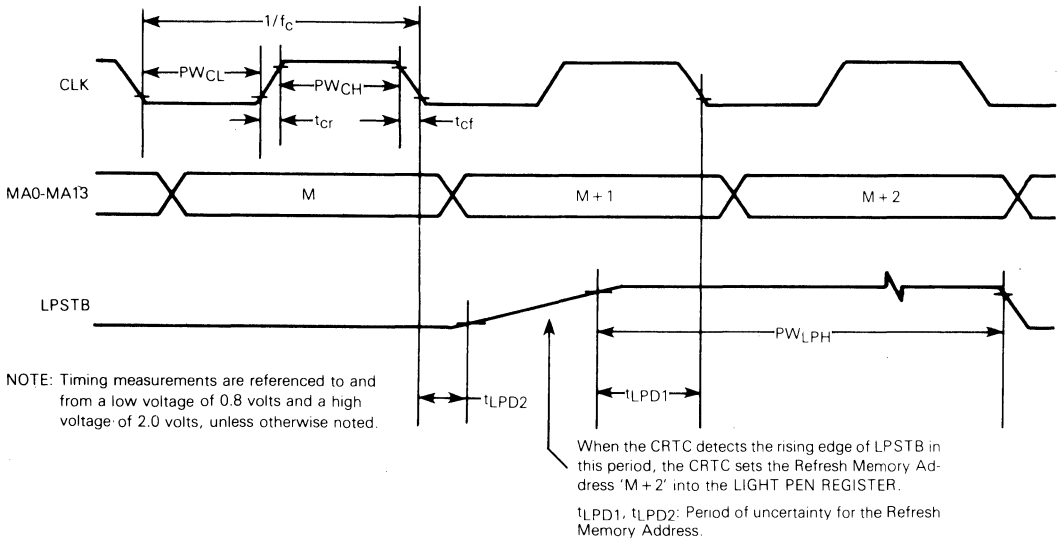 1/fc
CLK
PWCL
PWCH
tcr
tcf
MA0-MA13
M
M + 1
M + 2
LPSTB
PWLPH
tLPD2
tLPD1
NOTE: Timing measurements are referenced to and
from a low voltage of 0.8 volts and a high
voltage of 2.0 volts, unless otherwise noted.
When the CRTC detects the rising edge of LPSTB in
this period, the CRTC sets the Refresh Memory Ad-
dress 'M + 2' into the LIGHT PEN REGISTER.
tLPD1, tLPD2: Period of uncertainty for the Refresh
Memory Address.